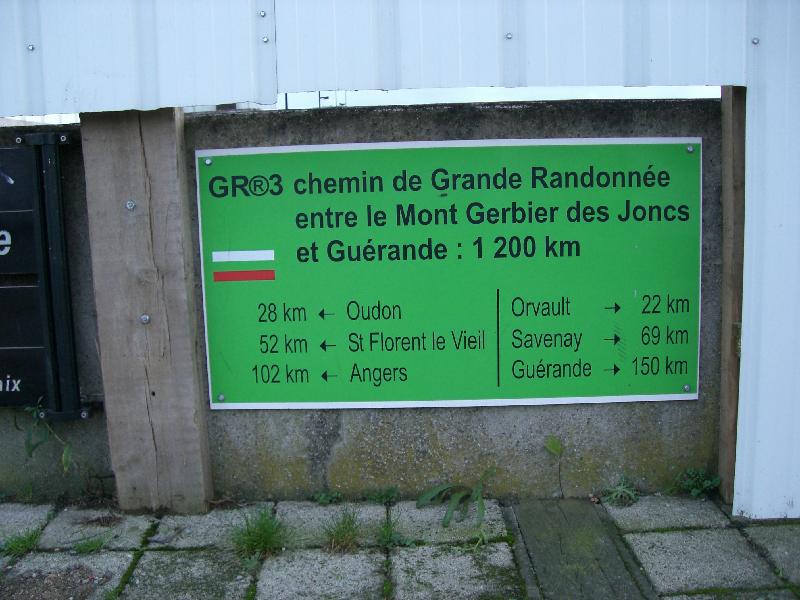 GR®3 chemin de Grande Randonnée
entre le Mont Gerbier des Joncs
et Guérande : 1 200 km
28 km ← Oudon
52 km ← St Florent le Vieil
102 km ← Angers
Orvault → 22 km
Savenay → 69 km
Guérande → 150 km